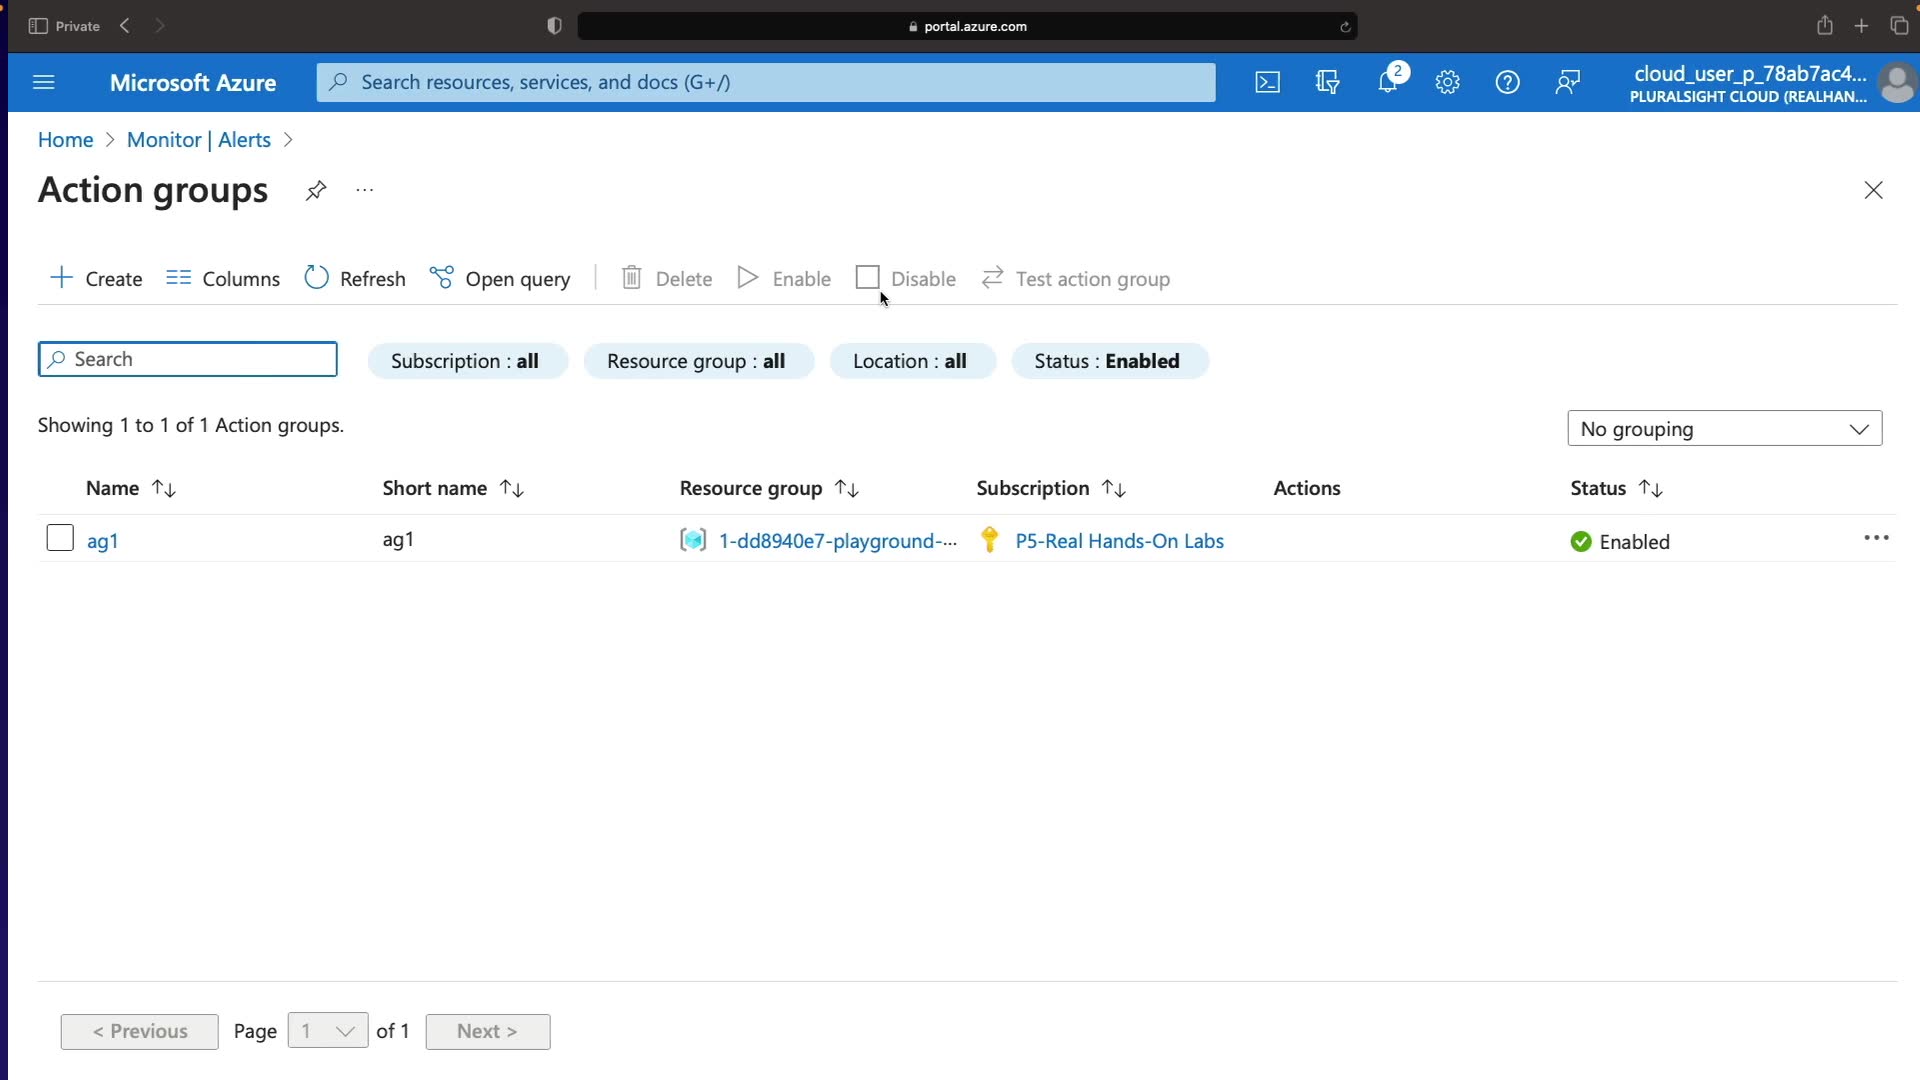 Private
portal.azure.com
Microsoft Azure
Search resources, services, and docs (G+/)
2
cloud_user_p_78ab7ac4...
PLURALSIGHT CLOUD (REALHAN...
Home > Monitor | Alerts >
Action groups
...
Create
Columns
Refresh
Open query
Delete
Enable
Disable
Test action group
Search
Subscription : all
Resource group : all
Location : all
Status : Enabled
Showing 1 to 1 of 1 Action groups.
No grouping
Name
Short name
Resource group
Subscription
Actions
Status
ag1
ag1
1-dd8940e7-playground-...
P5-Real Hands-On Labs
Enabled
...
< Previous
Page
1
of 1
Next >